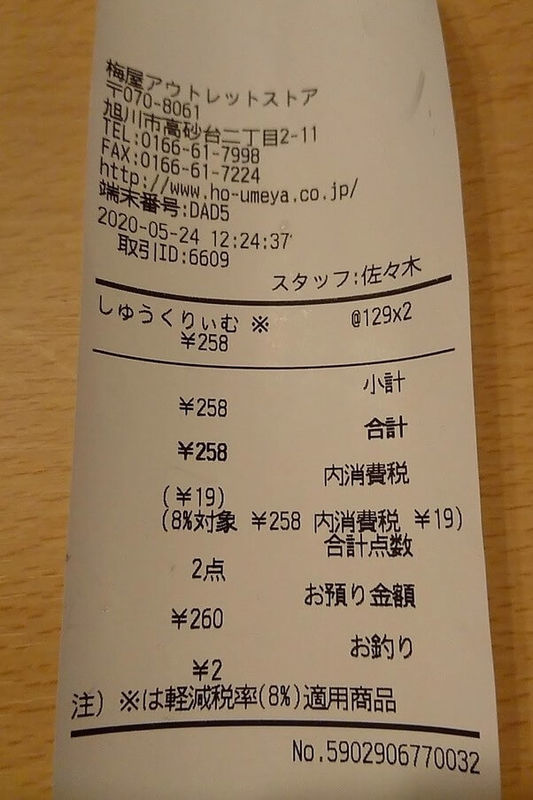 梅屋アウトレットストア
〒070-8061
旭川市高砂台二丁目2-11
TEL:0166-61-7998
FAX:0166-61-7224
http://www.ho-umeya.co.jp/
端末番号:DAD5
2020-05-24 12:24:37
取引ID:6609
スタッフ:佐々木
しゅうくりぃむ ※ @129x2
¥258
小計
¥258
合計
¥258
内消費税
(¥19)
(8%対象 ¥258 内消費税 ¥19)
合計点数
2点
お預り金額
¥260
お釣り
¥2
注) ※は軽減税率(8%)適用商品
No.5902906770032